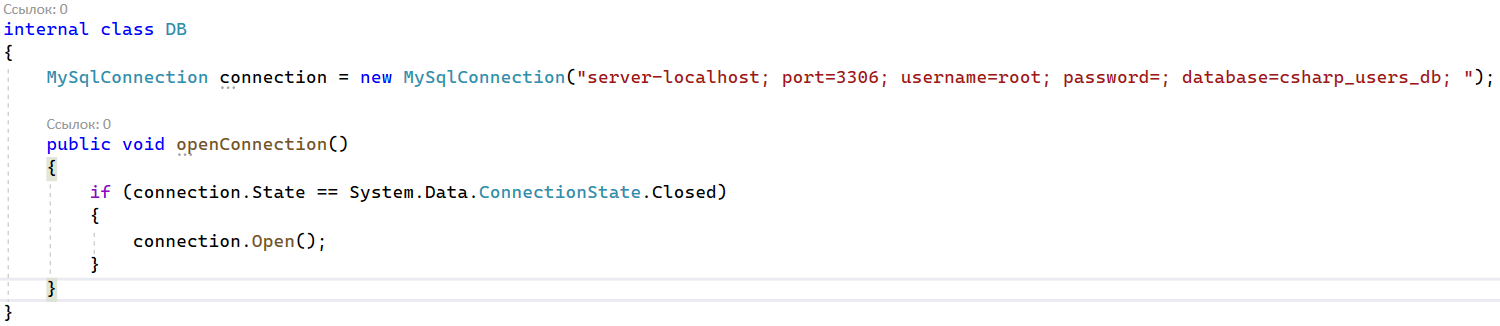 Ссылок: 0
internal class DB
{
MySqlConnection connection = new MySqlConnection("server-localhost; port=3306; username=root; password=; database=csharp_users_db; ");
Ссылок: 0
public void openConnection()
{
if (connection.State == System.Data.ConnectionState.Closed)
{
connection.Open();
}
}
}